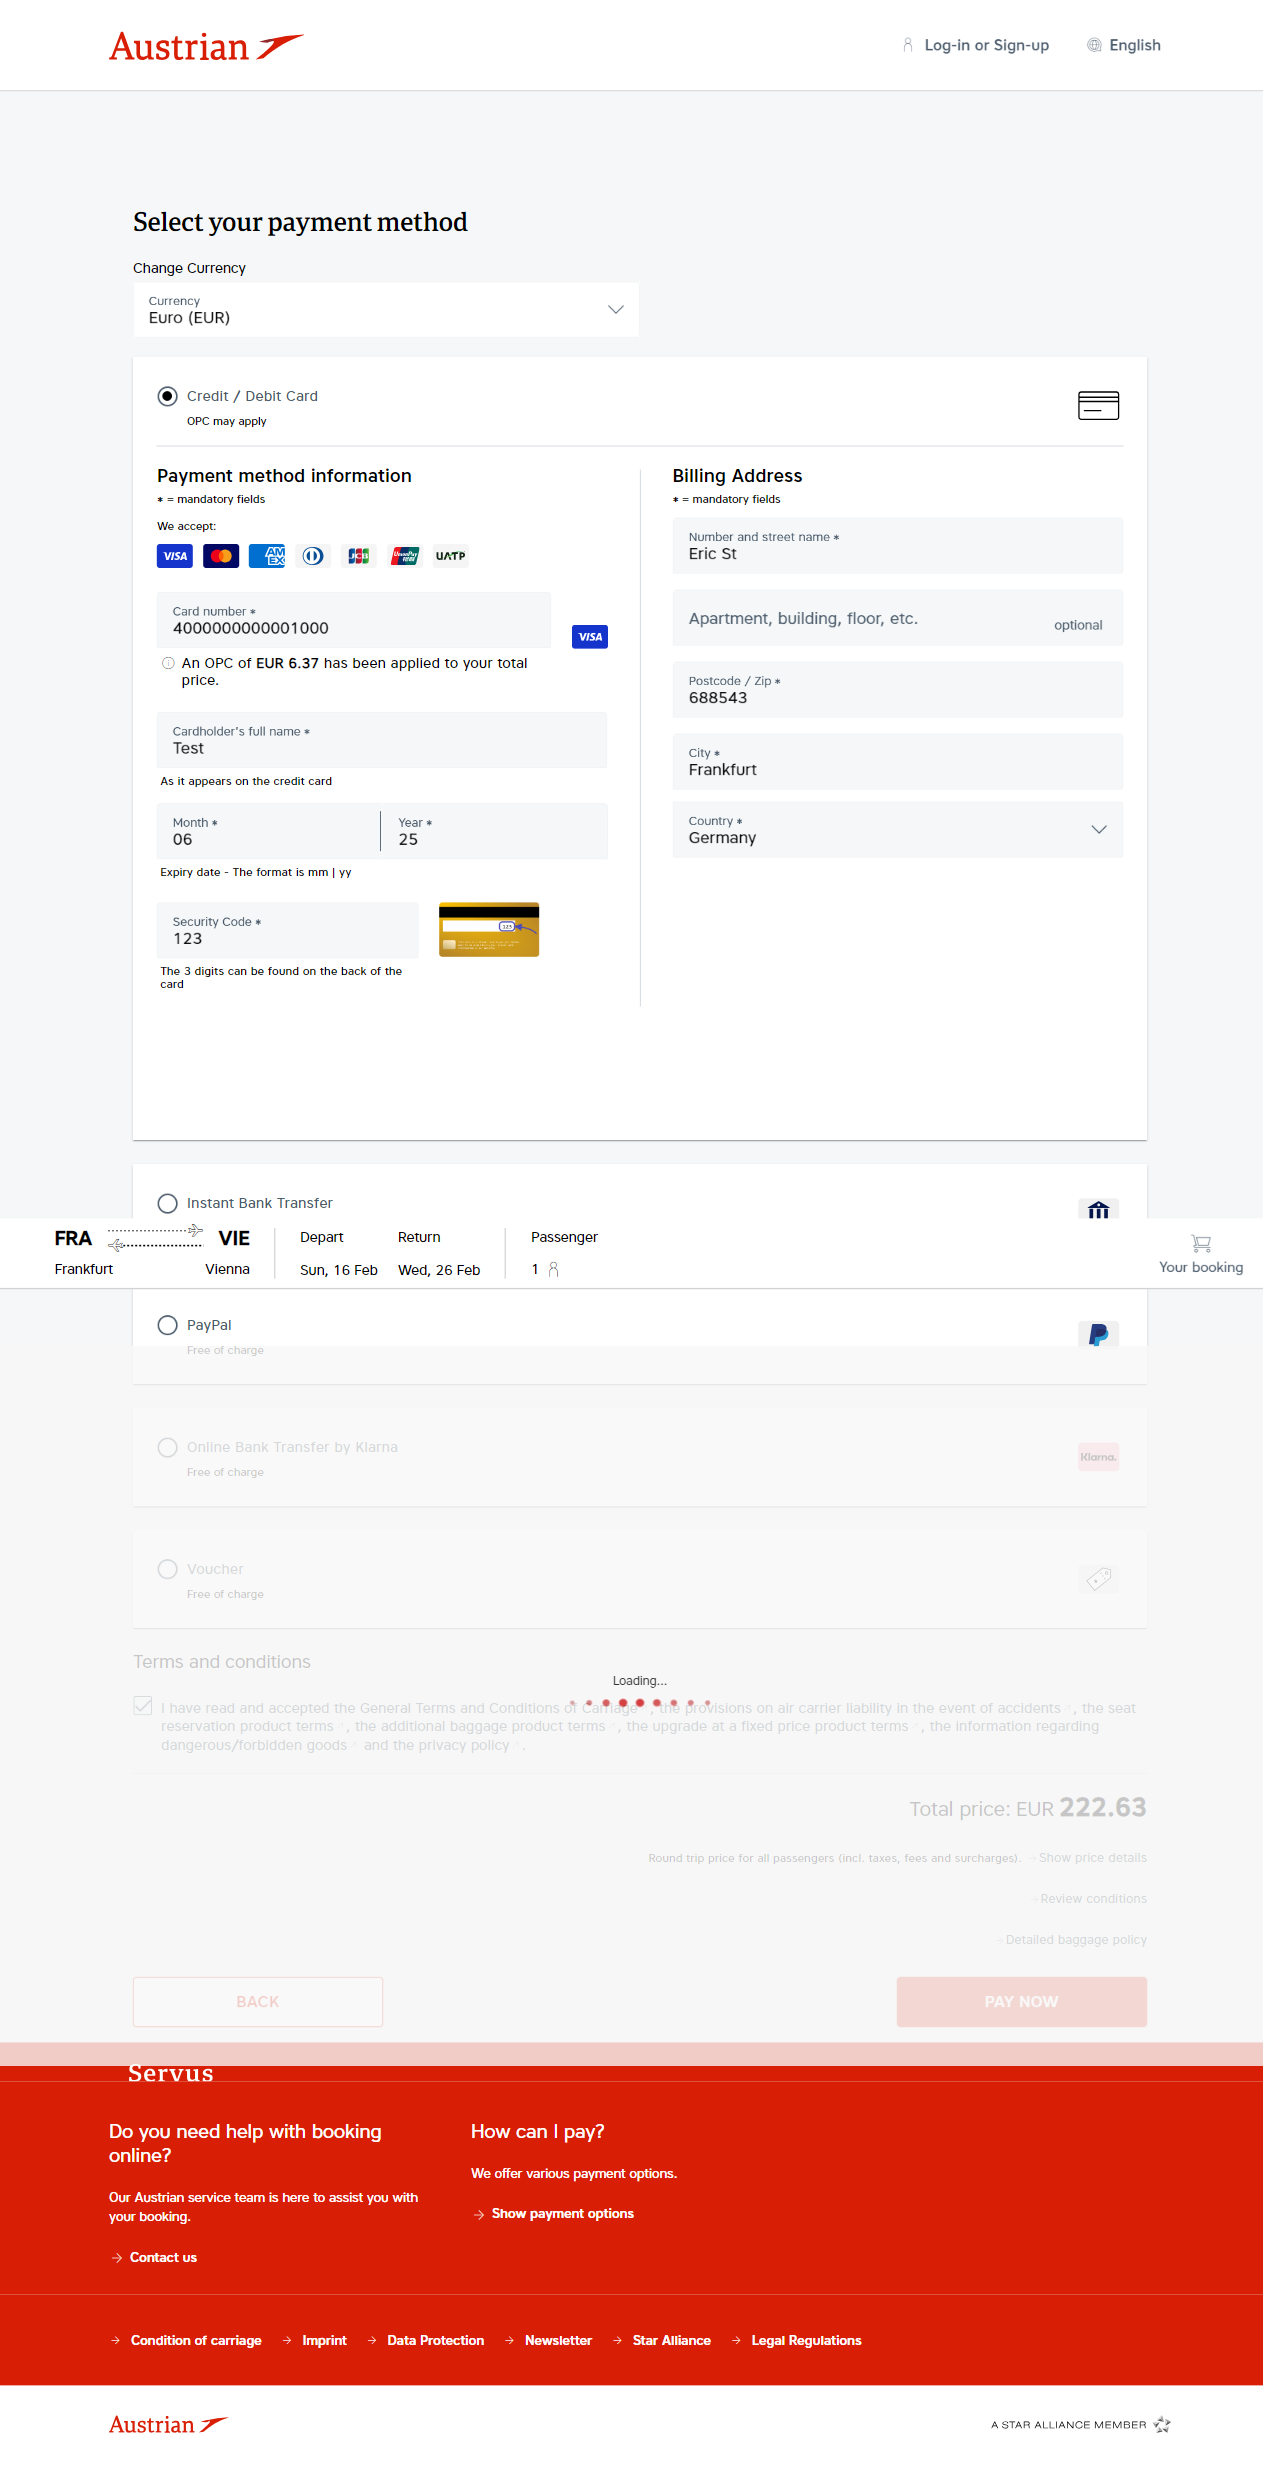 Austrian
Log-in or Sign-up
English
Select your payment method
Change Currency
Currency
Euro (EUR)
Credit / Debit Card
OPC may apply
Payment method information
* = mandatory fields
We accept:
VISA
AM EX
JCB
UnionPay
UATP
Card number *
4000000000001000
VISA
An OPC of EUR 6.37 has been applied to your total
price.
Cardholder's full name *
Test
As it appears on the credit card
Month *
06
Year *
25
Expiry date - The format is mm | yy
Security Code *
123
123
The 3 digits can be found on the back of the
card
Billing Address
* = mandatory fields
Number and street name *
Eric St
Apartment, building, floor, etc.
optional
Postcode / Zip *
688543
City *
Frankfurt
Country *
Germany
Instant Bank Transfer
FRA
VIE
Frankfurt
Vienna
Depart
Return
Sun, 16 Feb
Wed, 26 Feb
Passenger
1
Your booking
PayPal
Free of charge
Online Bank Transfer by Klarna
Free of charge
Klarna.
Voucher
Free of charge
Terms and conditions
Loading...
I have read and accepted the General Terms and Conditions of Carriage , the provisions on air carrier liability in the event of accidents , the seat
reservation product terms , the additional baggage product terms , the upgrade at a fixed price product terms , the information regarding
dangerous/forbidden goods and the privacy policy .
Total price: EUR 222.63
Round trip price for all passengers (incl. taxes, fees and surcharges). Show price details
Review conditions
Detailed baggage policy
BACK
PAY NOW
Servus
Do you need help with booking
online?
Our Austrian service team is here to assist you with
your booking.
Contact us
How can I pay?
We offer various payment options.
Show payment options
Condition of carriage
Imprint
Data Protection
Newsletter
Star Alliance
Legal Regulations
Austrian
A STAR ALLIANCE MEMBER